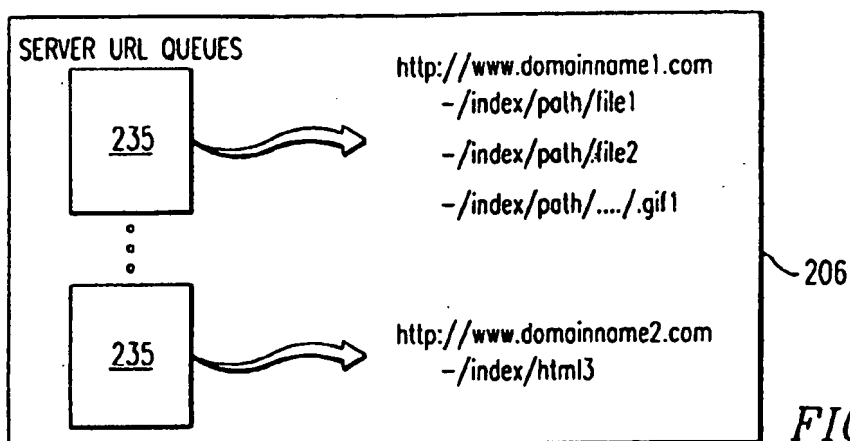 SERVER URL QUEUES
235
http://www.domainname1.com
-/index/path/file1
-/index/path/file2
-/index/path/..../.gif1
206
235
http://www.domainname2.com
-/index/html3